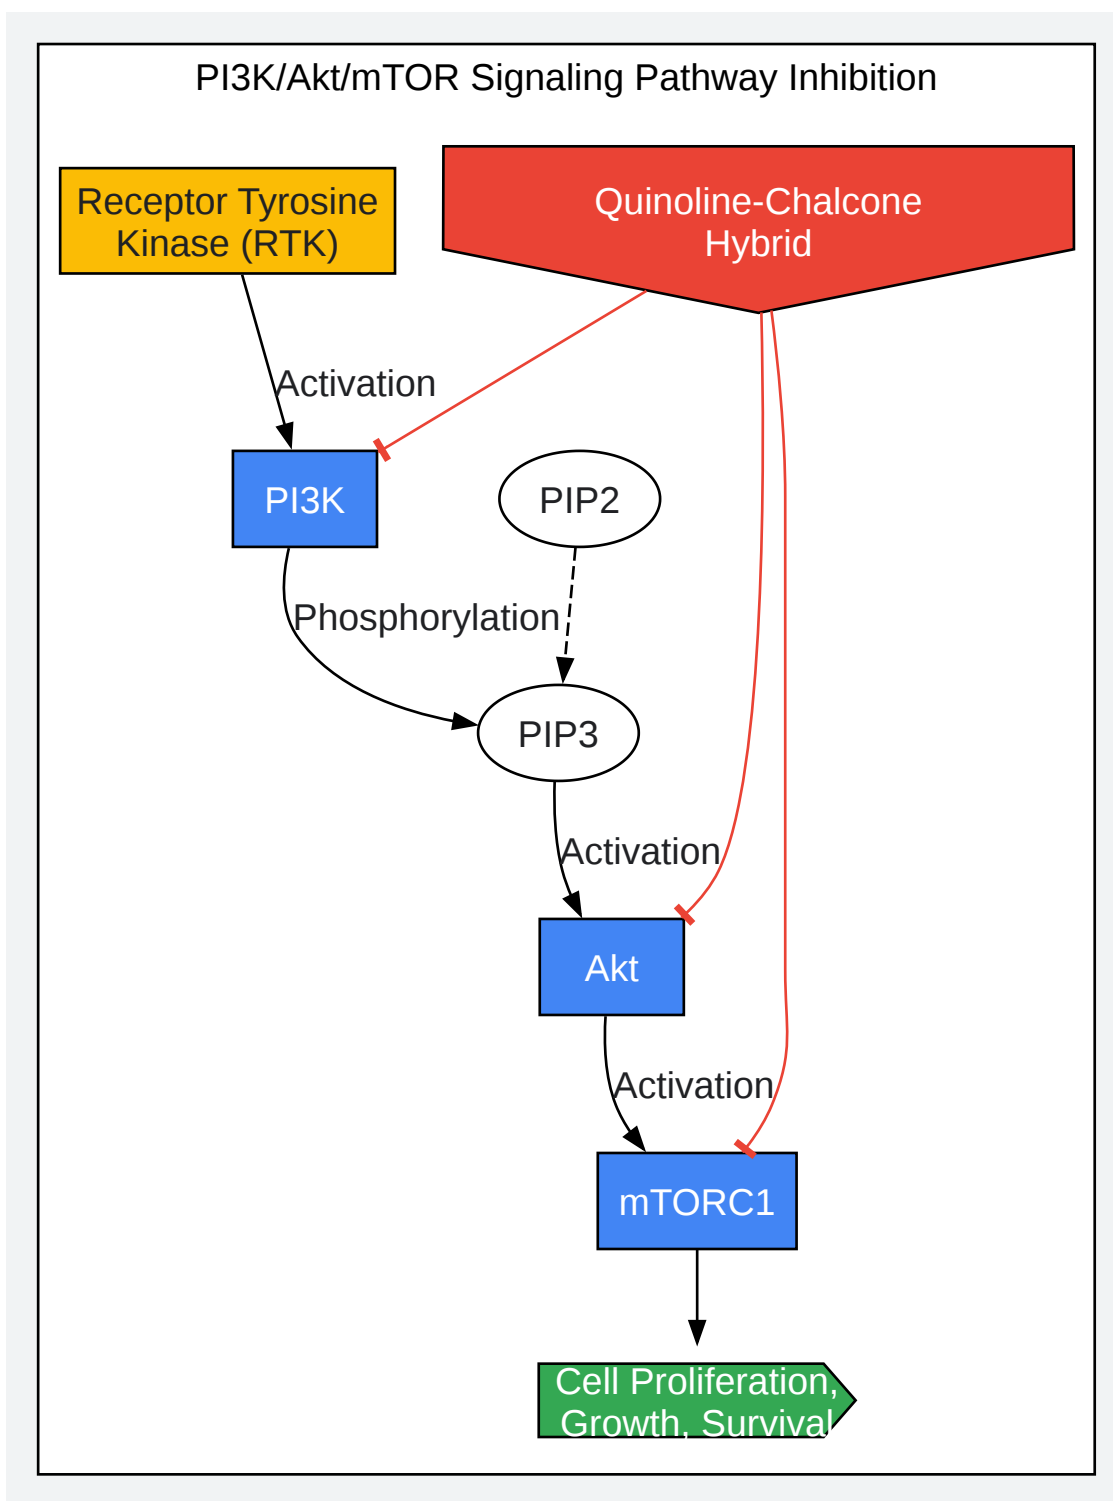 PI3K/Akt/mTOR Signaling Pathway Inhibition
Receptor Tyrosine
Kinase (RTK)
Quinoline-Chalcone
Hybrid
Activation
PI3K
PIP2
Phosphorylation
PIP3
Activation
Akt
Activation
mTORC1
Cell Proliferation,
Growth, Survival